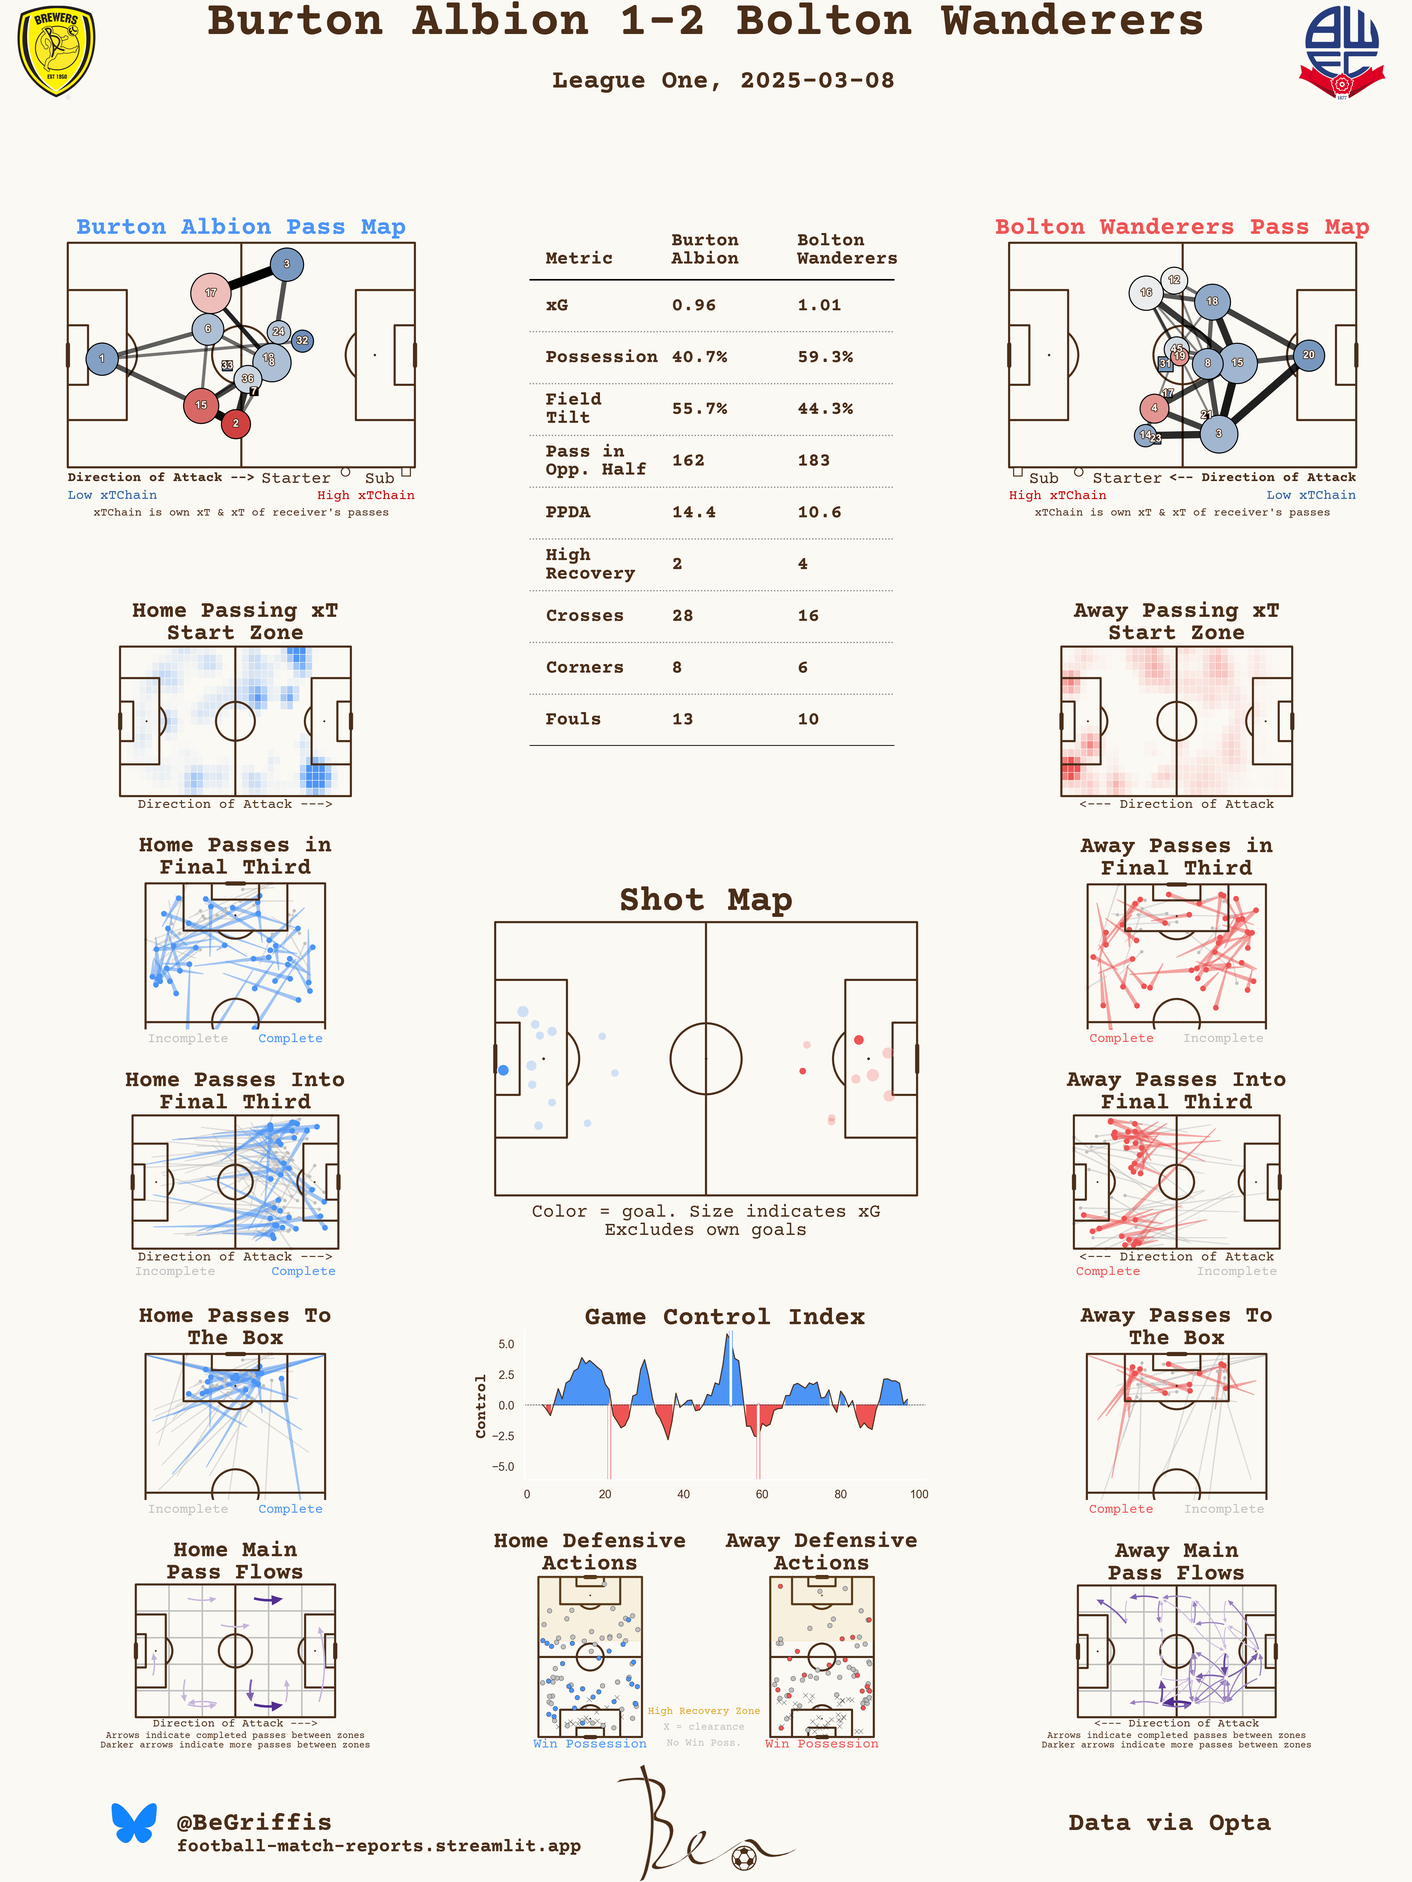 Burton Albion 1-2 Bolton Wanderers
League One, 2025-03-08
BREWERS
EST 1950
1877
Burton Albion Pass Map
3
17
6
24
32
1
8
33
36
7
15
2
Direction of Attack --> Starter Sub
Low xTChain High xTChain
xTChain is own xT & xT of receiver's passes
Metric Burton Albion Bolton Wanderers
xG 0.96 1.01
Possession 40.7% 59.3%
Field Tilt 55.7% 44.3%
Pass in Opp. Half 162 183
PPDA 14.4 10.6
High Recovery 2 4
Crosses 28 16
Corners 8 6
Fouls 13 10
Bolton Wanderers Pass Map
12
16
18
45
19
20
31
8
15
17
4
21
14
23
3
Sub Starter <-- Direction of Attack
High xTChain Low xTChain
xTChain is own xT & xT of receiver's passes
Home Passing xT
Start Zone
Direction of Attack --->
Away Passing xT
Start Zone
<--- Direction of Attack
Home Passes in
Final Third
Incomplete Complete
Away Passes in
Final Third
Complete Incomplete
Shot Map
Color = goal. Size indicates xG
Excludes own goals
Home Passes Into
Final Third
Direction of Attack --->
Incomplete Complete
Away Passes Into
Final Third
<--- Direction of Attack
Complete Incomplete
Home Passes To
The Box
Incomplete Complete
Game Control Index
Control
5.0
2.5
0.0
−2.5
−5.0
0 20 40 60 80 100
Away Passes To
The Box
Complete Incomplete
Home Main
Pass Flows
Direction of Attack --->
Arrows indicate completed passes between zones
Darker arrows indicate more passes between zones
Home Defensive
Actions
Win Possession
Away Defensive
Actions
Win Possession
High Recovery Zone
X = clearance
No Win Poss.
Away Main
Pass Flows
<--- Direction of Attack
Arrows indicate completed passes between zones
Darker arrows indicate more passes between zones
@BeGriffis
football-match-reports.streamlit.app
Ben
Data via Opta